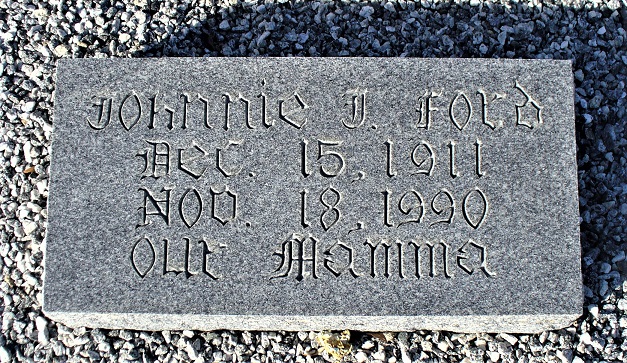 Johnnie J. Ford
Dec. 15, 1911
Nov. 18, 1990
Our Mamma